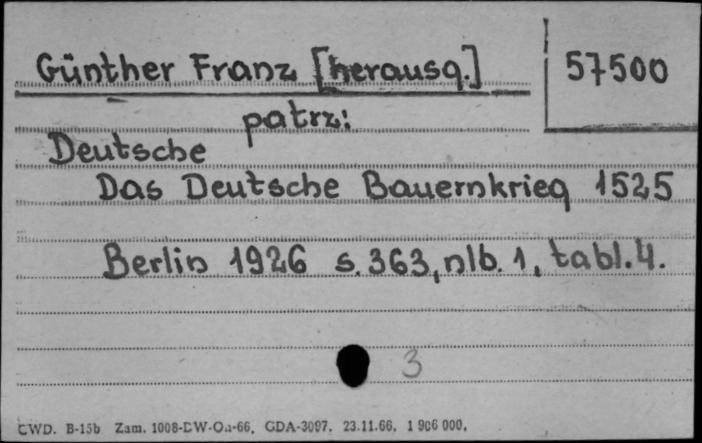 Günther Franz [herausg.] 57500
patrz:
Deutsche
Das Deutsche Bauernkrieg 1525
Berlin 1926 s. 363, nlb. 1, tabl. 4.
3
CWD. B-15b Zam. 1008-DW-Oa-66. GDA-3097. 23.11.66. 1 906 000.